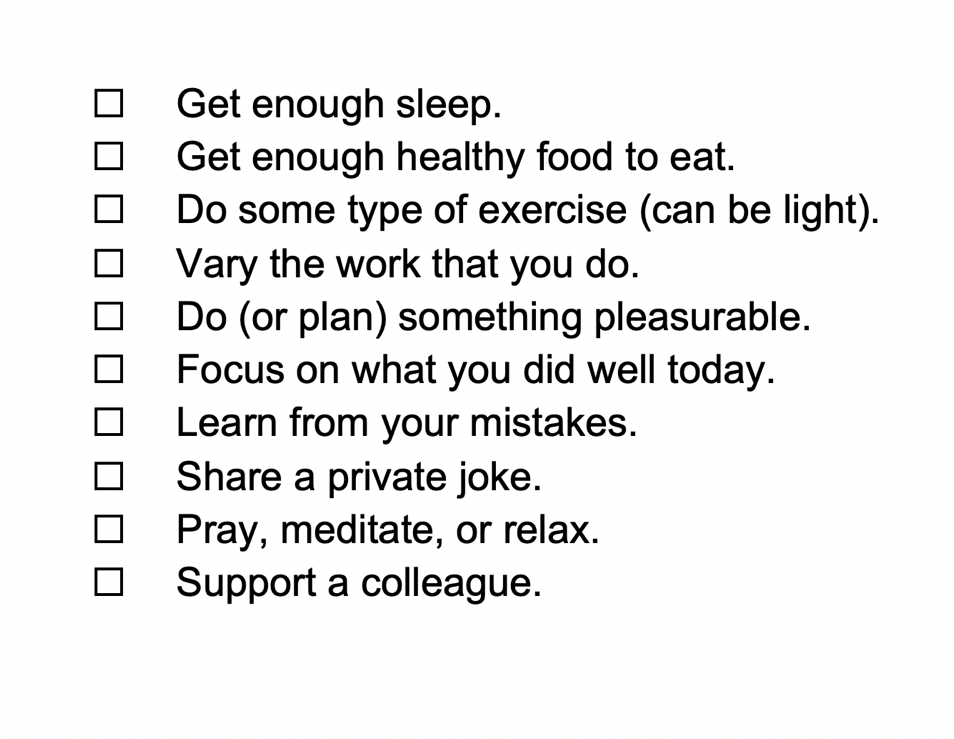 ☐ Get enough sleep.
☐ Get enough healthy food to eat.
☐ Do some type of exercise (can be light).
☐ Vary the work that you do.
☐ Do (or plan) something pleasurable.
☐ Focus on what you did well today.
☐ Learn from your mistakes.
☐ Share a private joke.
☐ Pray, meditate, or relax.
☐ Support a colleague.